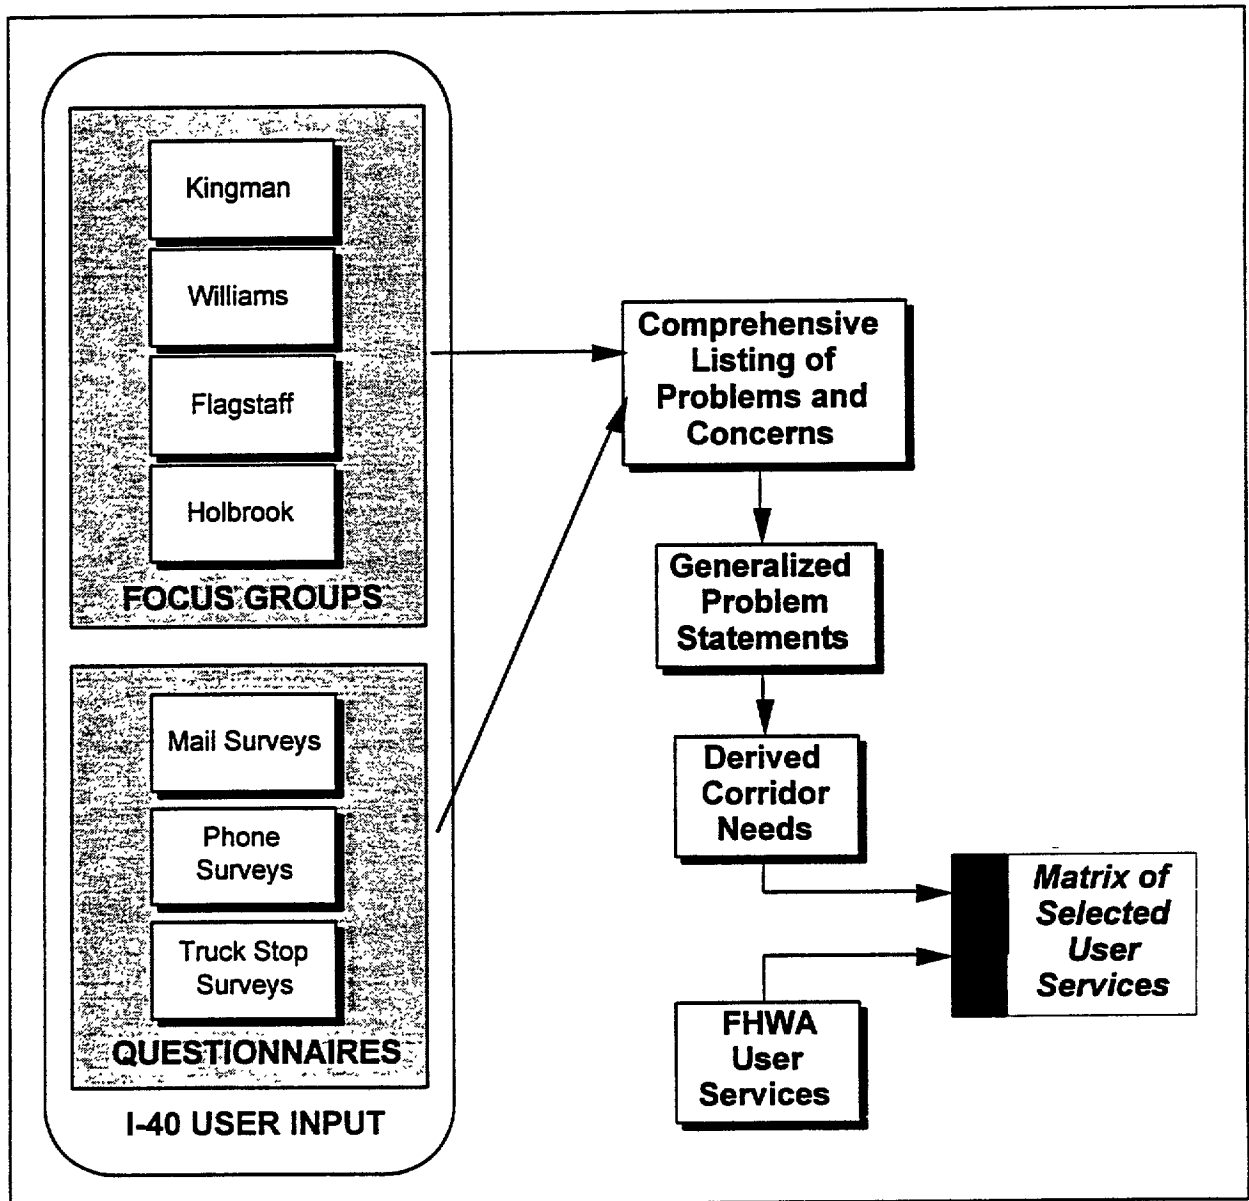 Kingman
Williams
Flagstaff
Holbrook
FOCUS GROUPS
Mail Surveys
Phone
Surveys
Truck Stop
Surveys
QUESTIONNAIRES
I-40 USER INPUT
Comprehensive
Listing of
Problems and
Concerns
Generalized
Problem
Statements
Derived
Corridor
Needs
FHWA
User
Services
Matrix of
Selected
User
Services